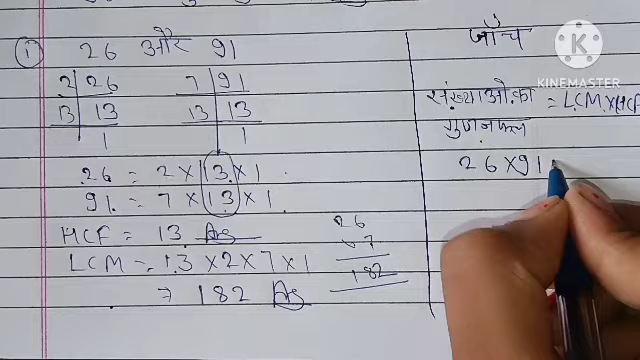 ① 26 और 91
2 | 26
13 | 13
1
7 | 91
13 | 13
1
26 = 2 × 13 × 1
91 = 7 × 13 × 1
HCF = 13 Ans
LCM = 13 × 2 × 7 × 1
→ 182 Ans
26
×7
182
जाँच
संख्याओ का = LCM × HCF
गुणनफल
26 × 91
KINEMASTER